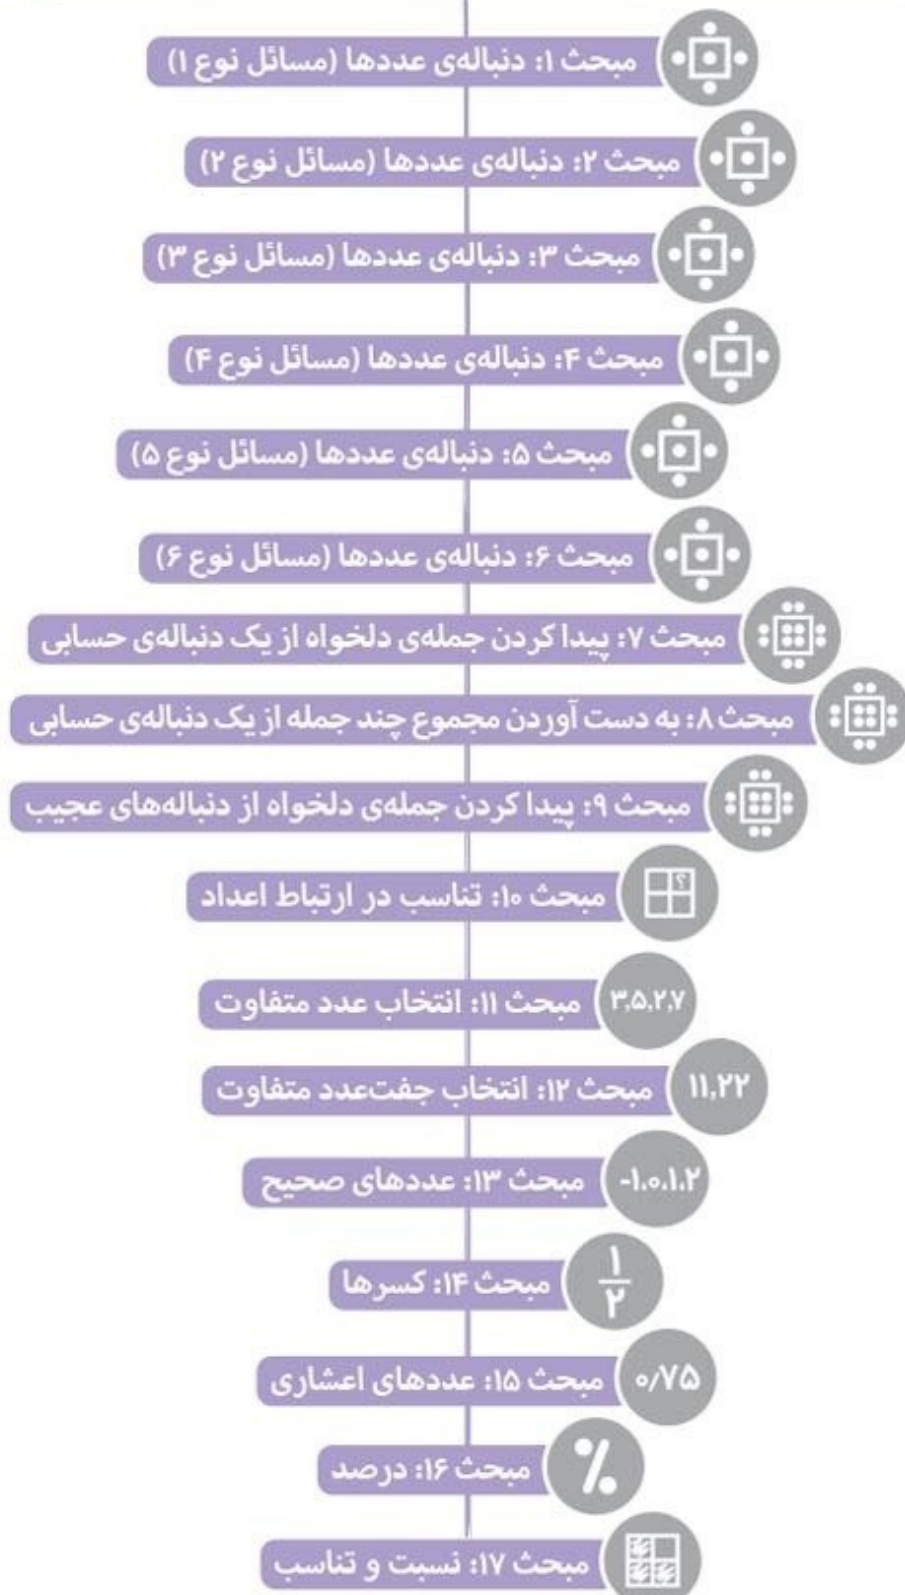 مبحث ۱: دنباله‌ی عددها (مسائل نوع ۱)
مبحث ۲: دنباله‌ی عددها (مسائل نوع ۲)
مبحث ۳: دنباله‌ی عددها (مسائل نوع ۳)
مبحث ۴: دنباله‌ی عددها (مسائل نوع ۴)
مبحث ۵: دنباله‌ی عددها (مسائل نوع ۵)
مبحث ۶: دنباله‌ی عددها (مسائل نوع ۶)
مبحث ۷: پیدا کردن جمله‌ی دلخواه از یک دنباله‌ی حسابی
مبحث ۸: به دست آوردن مجموع چند جمله از یک دنباله‌ی حسابی
مبحث ۹: پیدا کردن جمله‌ی دلخواه از دنباله‌های عجیب
؟
مبحث ۱۰: تناسب در ارتباط اعداد
۳,۵,۲,۷ مبحث ۱۱: انتخاب عدد متفاوت
۱۱,۲۲ مبحث ۱۲: انتخاب جفت‌عدد متفاوت
-۱,۰,۱,۲ مبحث ۱۳: عددهای صحیح
۱/۲ مبحث ۱۴: کسرها
۰/۷۵ مبحث ۱۵: عددهای اعشاری
% مبحث ۱۶: درصد
مبحث ۱۷: نسبت و تناسب